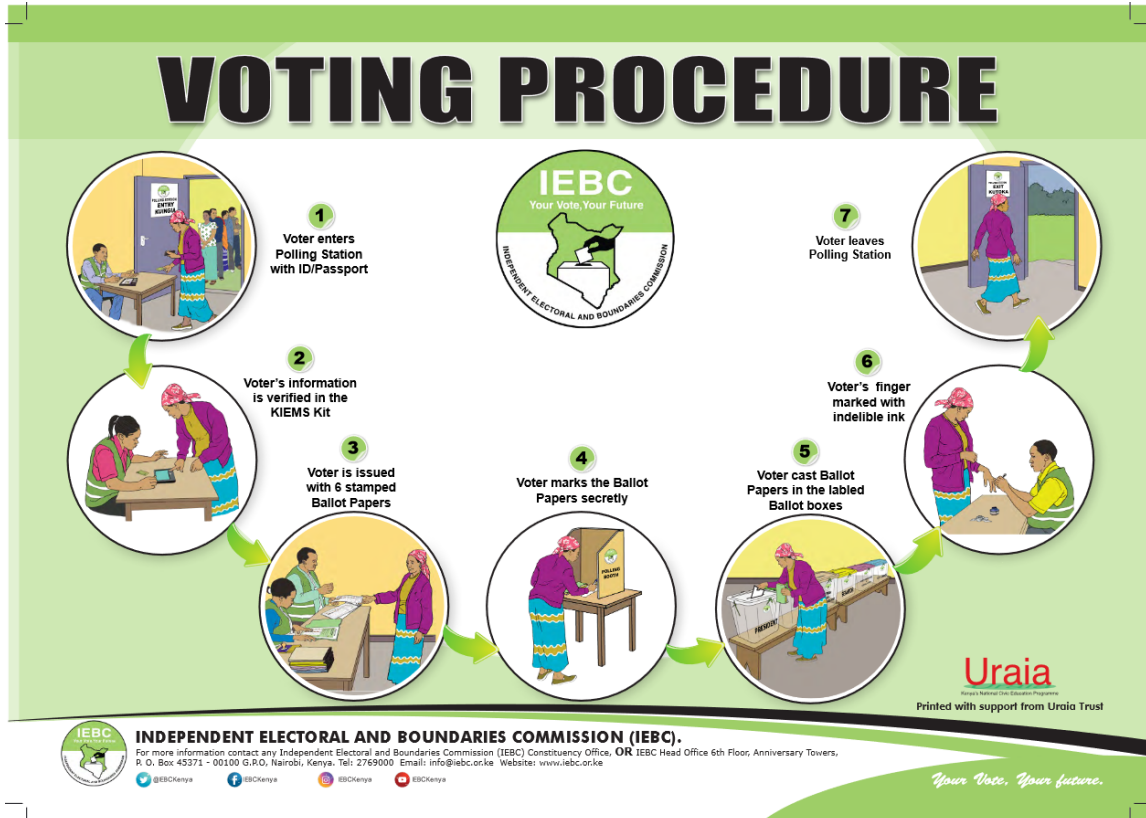 VOTING PROCEDURE
POLLING STATION
ENTRY
KUINGIA
1
Voter enters
Polling Station
with ID/Passport
IEBC
Your Vote,Your Future
INDEPENDENT ELECTORAL AND BOUNDARIES COMMISSION
7
Voter leaves
Polling Station
EXIT
KUTOKA
2
Voter's information
is verified in the
KIEMS Kit
6
Voter's finger
marked with
indelible ink
3
Voter is issued
with 6 stamped
Ballot Papers
4
Voter marks the Ballot
Papers secretly
5
Voter cast Ballot
Papers in the labled
Ballot boxes
POLLING
BOOTH
PRESIDENT
Uraia
Kenya's National Civic Education Programme
Printed with support from Uraia Trust
IEBC
Your Vote, Your Future
INDEPENDENT ELECTORAL AND BOUNDARIES COMMISSION (IEBC).
For more information contact any Independent Electoral and Boundaries Commission (IEBC) Constituency Office, OR IEBC Head Office 6th Floor, Anniversary Towers,
P. O. Box 45371 - 00100 G.P.O, Nairobi, Kenya. Tel: 2769000 Email: info@iebc.or.ke Website: www.iebc.or.ke
@IEBCKenya IEBCKenya IEBCKenya IEBCKenya
Your Vote, Your future.